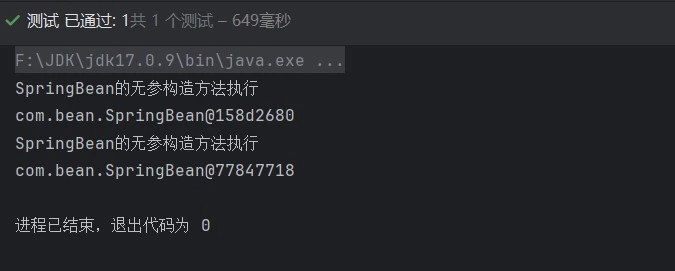 测试 已通过: 1共 1 个测试 – 649毫秒
F:\JDK\jdk17.0.9\bin\java.exe ...
SpringBean的无参构造方法执行
com.bean.SpringBean@158d2680
SpringBean的无参构造方法执行
com.bean.SpringBean@77847718
进程已结束，退出代码为 0